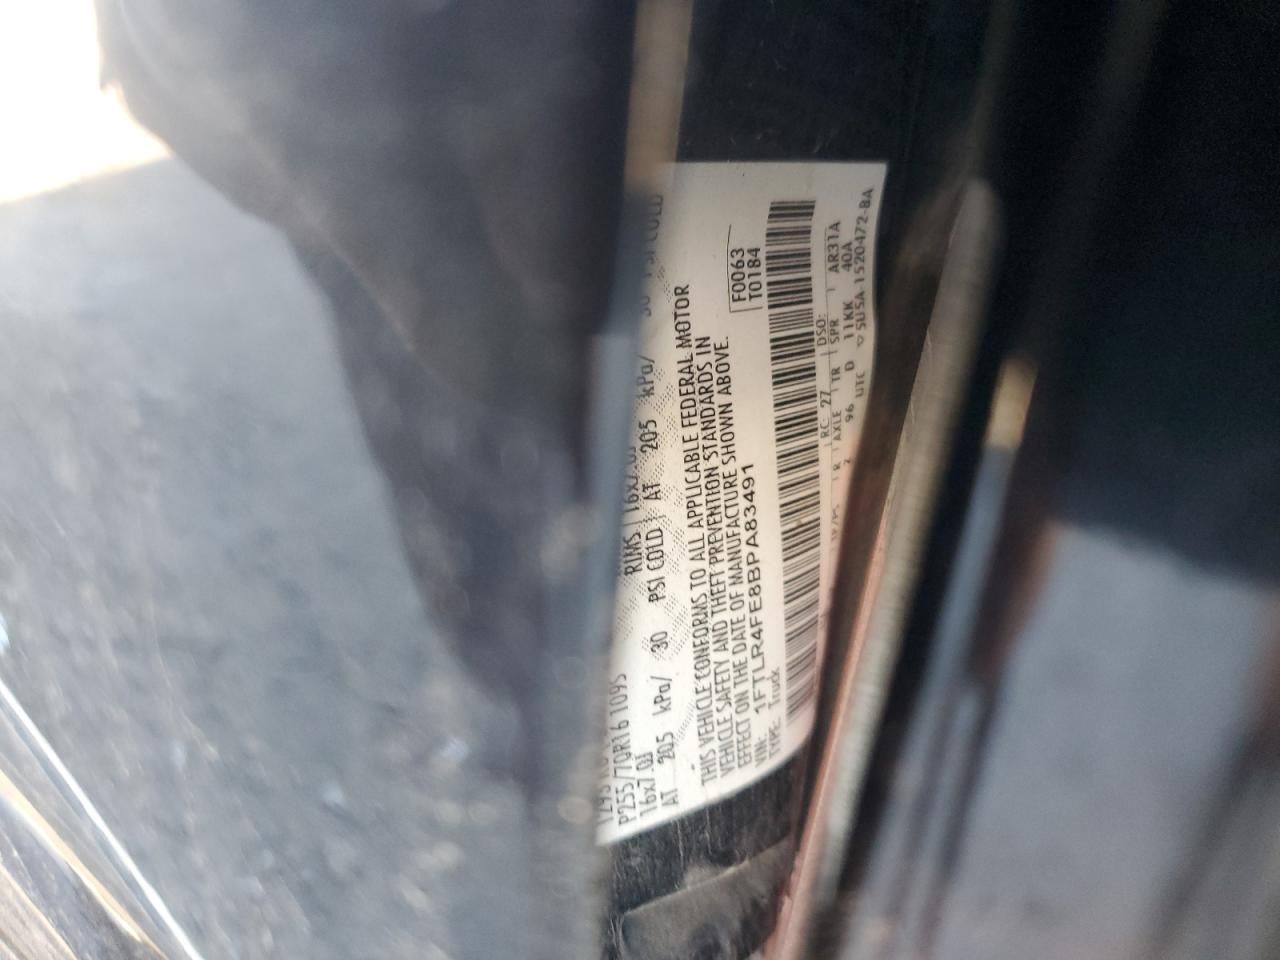 P255/70R16 109S RIMS
16x7.0J 30 PSI COLD
AT 205 kPa/ AT 205 kPa/
THIS VEHICLE CONFORMS TO ALL APPLICABLE FEDERAL MOTOR
VEHICLE SAFETY AND THEFT PREVENTION STANDARDS IN
EFFECT ON THE DATE OF MANUFACTURE SHOWN ABOVE.
VIN: 1FTLR4FE8BPA83491
TYPE: Truck
F0063
T0184
RC: 27 DSO:
R AXLE TR SPR AR31A
2 96 D 11KK 40A
UTC 5U5A-1520472-BA